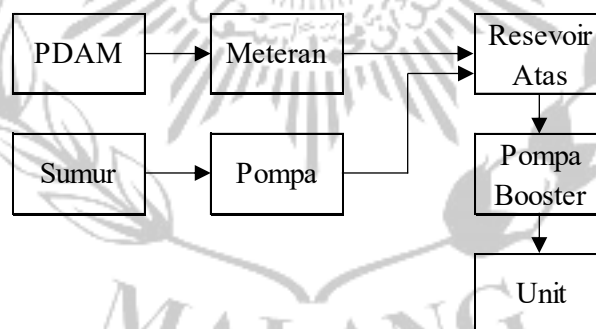 PDAM
Meteran
Resevoir
Atas
Sumur
Pompa
Pompa
Booster
Unit
MALANG